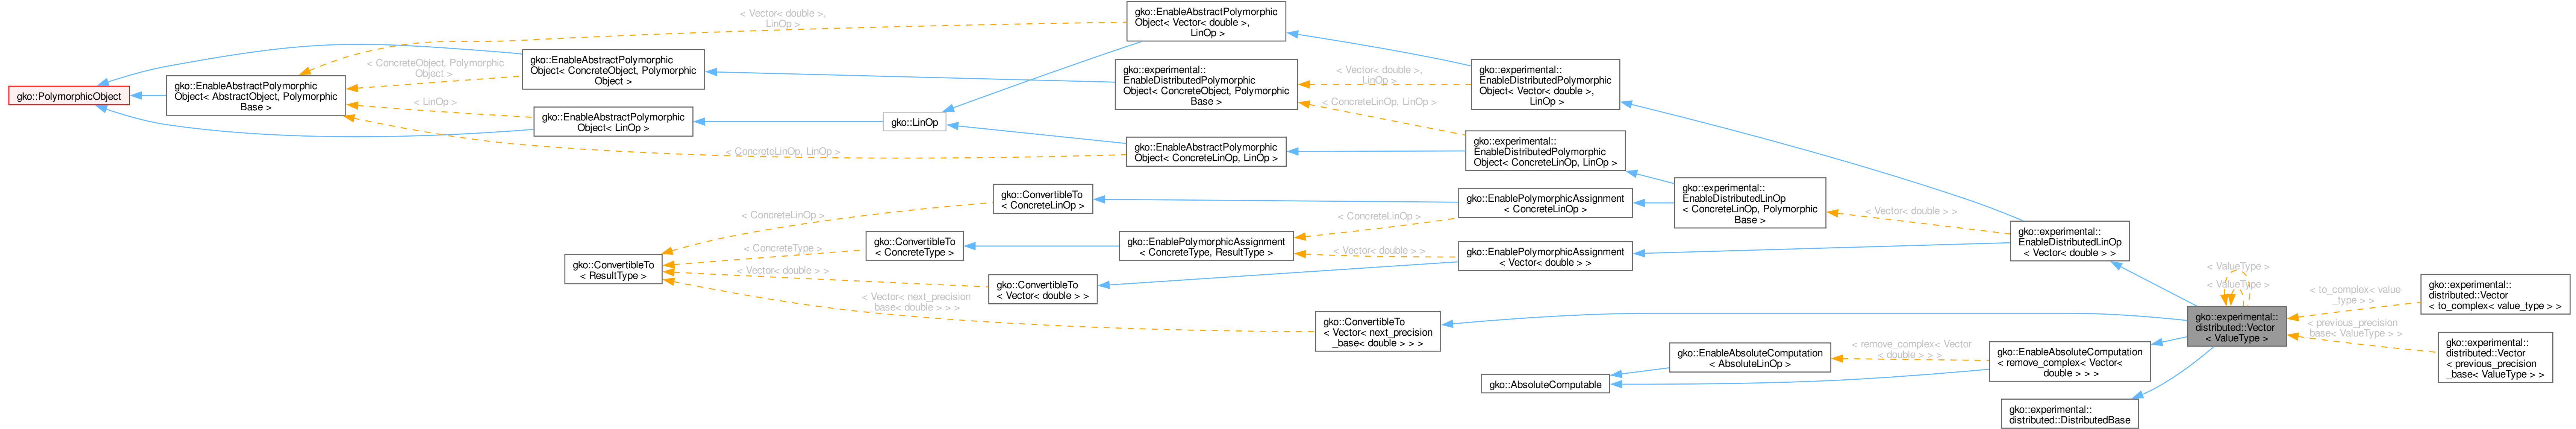 gko::PolymorphicObject
gko::EnableAbstractPolymorphic
Object< AbstractObject, Polymorphic
Base >
< Vector< double >,
LinOp >
< ConcreteObject, Polymorphic
Object >
< LinOp >
< ConcreteLinOp, LinOp >
gko::EnableAbstractPolymorphic
Object< ConcreteObject, Polymorphic
Object >
gko::EnableAbstractPolymorphic
Object< LinOp >
gko::LinOp
gko::EnableAbstractPolymorphic
Object< Vector< double >,
LinOp >
gko::experimental::
EnableDistributedPolymorphic
Object< ConcreteObject, Polymorphic
Base >
gko::EnableAbstractPolymorphic
Object< ConcreteLinOp, LinOp >
< Vector< double >,
LinOp >
< ConcreteLinOp, LinOp >
gko::experimental::
EnableDistributedPolymorphic
Object< Vector< double >,
LinOp >
gko::experimental::
EnableDistributedPolymorphic
Object< ConcreteLinOp, LinOp >
gko::ConvertibleTo
< ResultType >
< ConcreteLinOp >
< ConcreteType >
< Vector< double > >
< Vector< next_precision
base< double > > >
gko::ConvertibleTo
< ConcreteLinOp >
gko::ConvertibleTo
< ConcreteType >
gko::ConvertibleTo
< Vector< double > >
gko::EnablePolymorphicAssignment
< ConcreteType, ResultType >
< ConcreteLinOp >
< Vector< double > >
gko::EnablePolymorphicAssignment
< ConcreteLinOp >
gko::EnablePolymorphicAssignment
< Vector< double > >
gko::ConvertibleTo
< Vector< next_precision
_base< double > > >
gko::experimental::
EnableDistributedLinOp
< ConcreteLinOp, Polymorphic
Base >
< Vector< double > >
gko::experimental::
EnableDistributedLinOp
< Vector< double > >
gko::AbsoluteComputable
gko::EnableAbsoluteComputation
< AbsoluteLinOp >
< remove_complex< Vector
< double > > >
gko::EnableAbsoluteComputation
< remove_complex< Vector<
double > > >
gko::experimental::
distributed::DistributedBase
< ValueType >
< ValueType >
gko::experimental::
distributed::Vector
< ValueType >
< to_complex< value
_type > >
< previous_precision
base< ValueType > >
gko::experimental::
distributed::Vector
< to_complex< value_type > >
gko::experimental::
distributed::Vector
< previous_precision
_base< ValueType > >